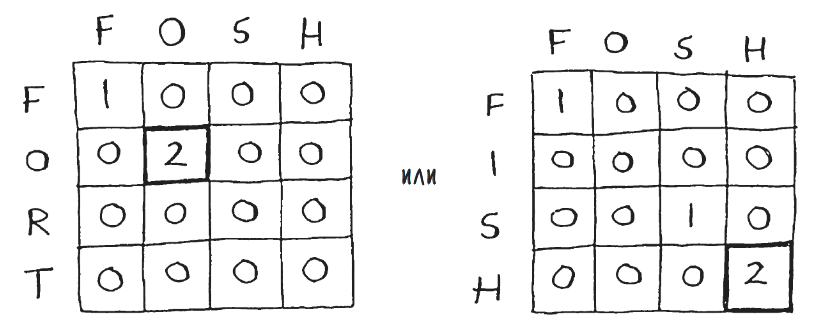 F O S H
F 1 0 0 0
O 0 2 0 0
R 0 0 0 0
T 0 0 0 0
или
F O S H
F 1 0 0 0
I 0 0 0 0
S 0 0 1 0
H 0 0 0 2